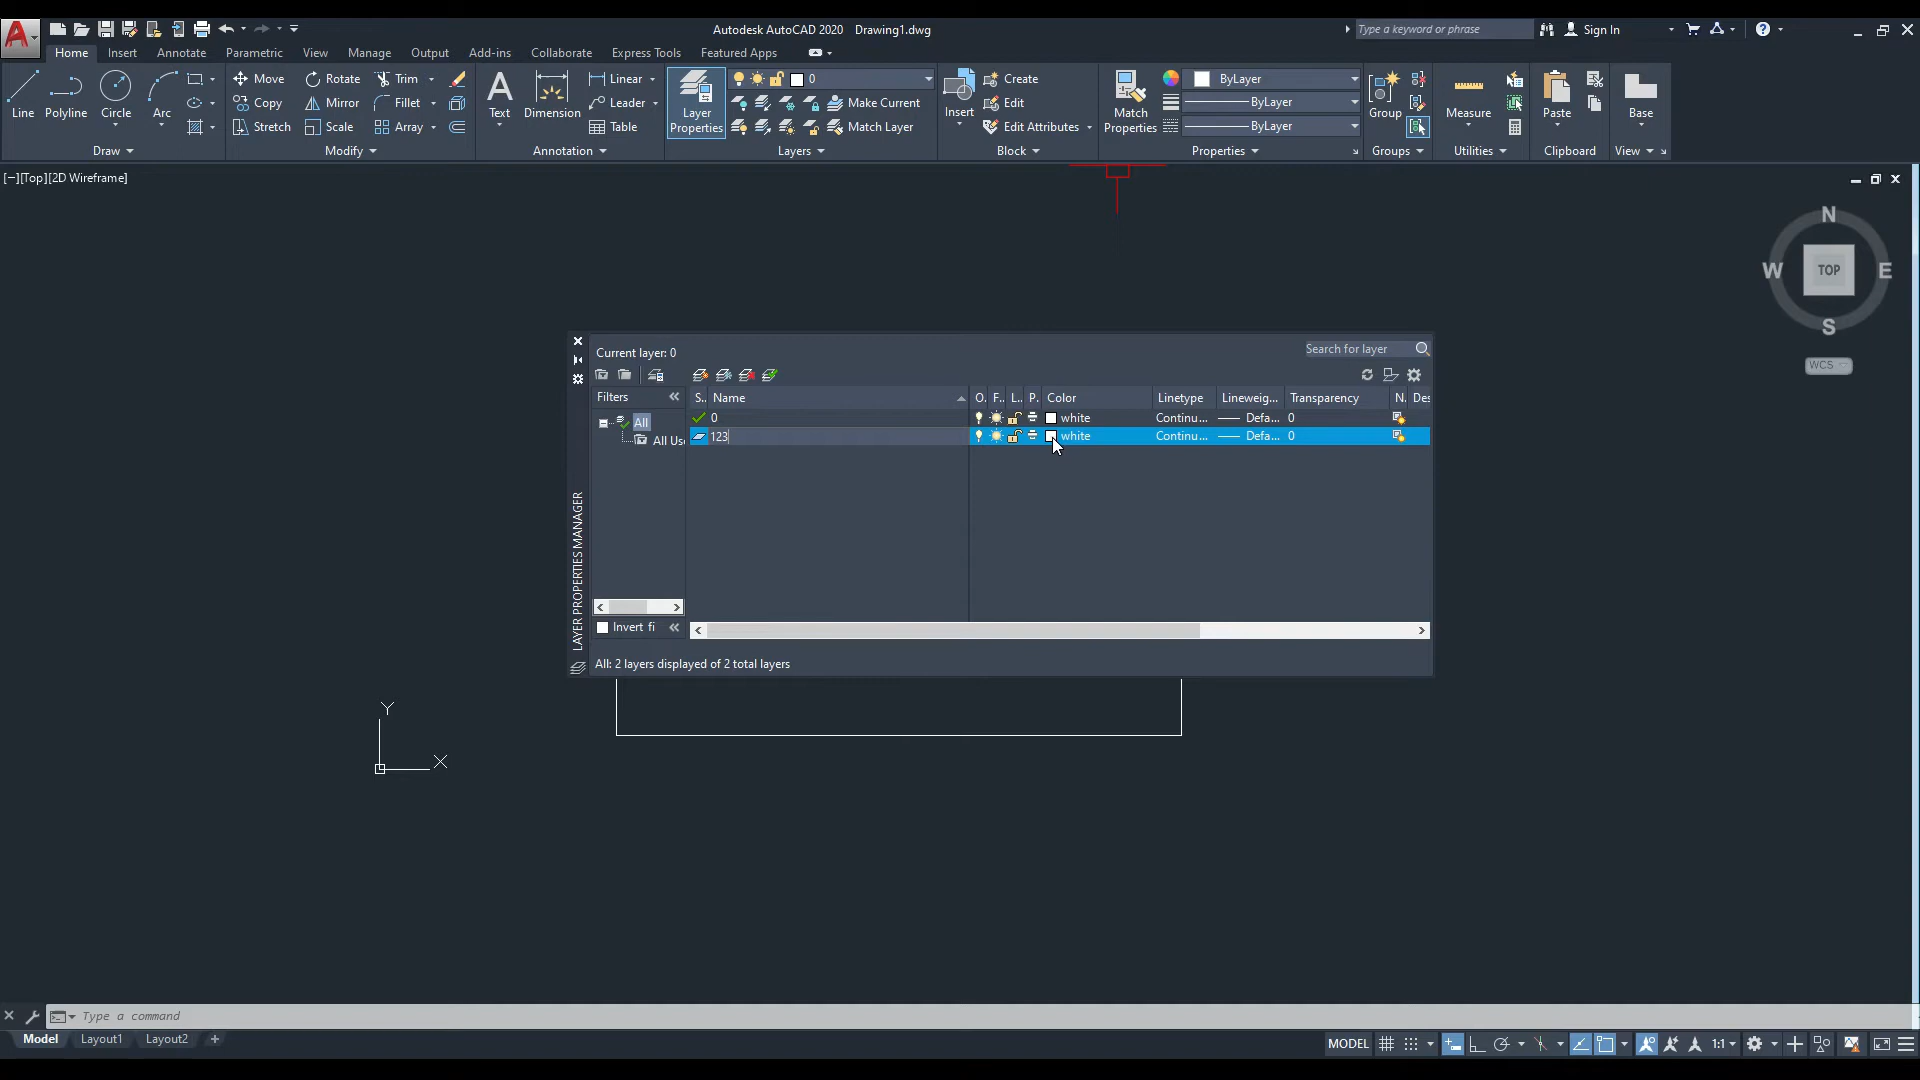 Autodesk AutoCAD 2020 Drawing1.dwg
Type a keyword or phrase
Sign In
Home Insert Annotate Parametric View Manage Output Add-ins Collaborate Express Tools Featured Apps
Line Polyline Circle Arc
Draw
Move Rotate Trim
Copy Mirror Fillet
Stretch Scale Array
Modify
Text Dimension
Linear
Leader
Table
Annotation
Layer Properties
0
Make Current
Match Layer
Layers
Insert
Create
Edit
Edit Attributes
Block
Match Properties
ByLayer
ByLayer
ByLayer
Properties
Group
Groups
Measure
Utilities
Paste
Clipboard
Base
View
[−][Top][2D Wireframe]
N
W TOP E
S
WCS
Current layer: 0
Search for layer
Filters
All
All Use
Invert fi
S.. Name O. F.. L.. P. Color Linetype Lineweig... Transparency N. Des
0 white Continu... Defa... 0
123 white Continu... Defa... 0
LAYER PROPERTIES MANAGER
All: 2 layers displayed of 2 total layers
Y
X
Type a command
Model Layout1 Layout2 +
MODEL 1:1